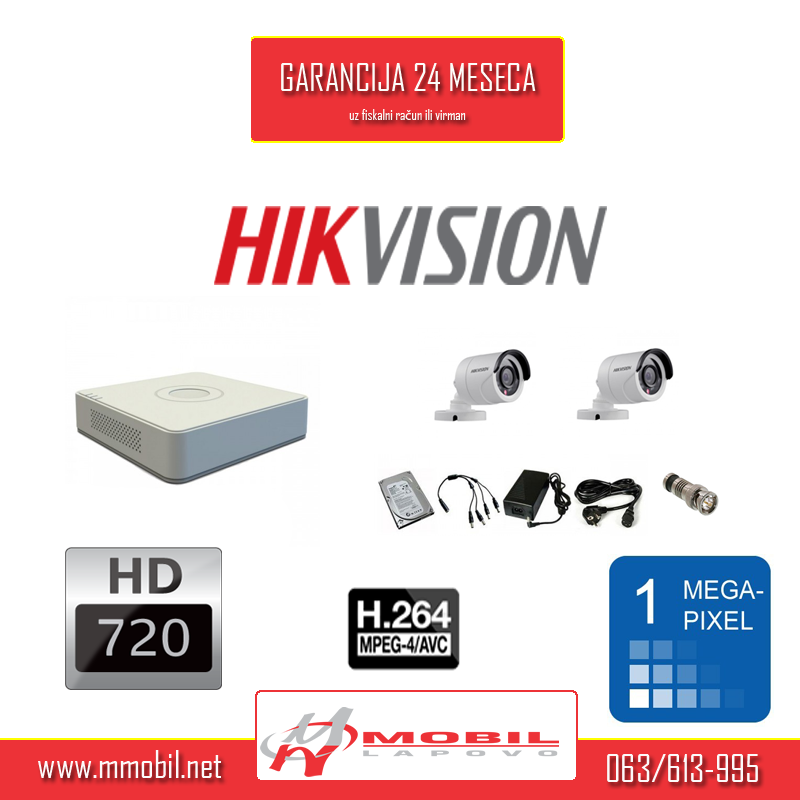 GARANCIJA 24 MESECA
uz fiskalni račun ili virman
HIKVISION
HIKVISION
HIKVISION
HD
720
H.264
MPEG-4/AVC
1 MEGA-
PIXEL
MOBIL
LAPOVO
www.mmobil.net
063/613-995